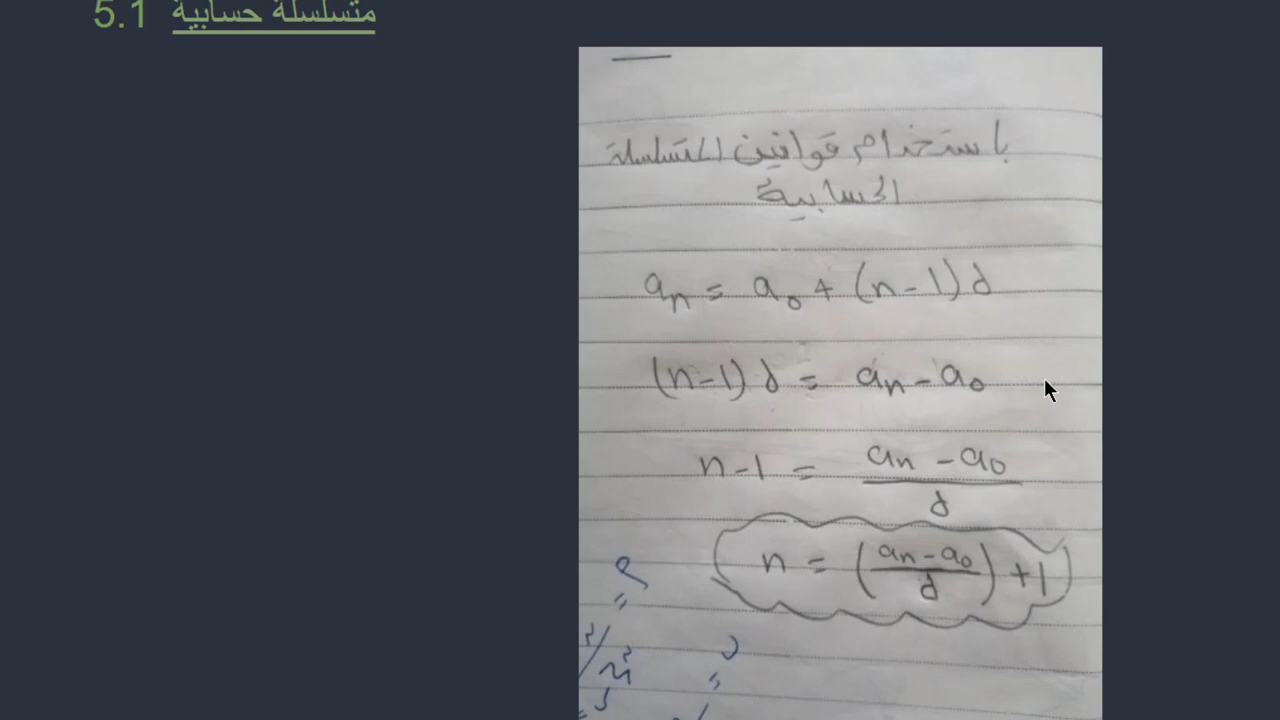 5.1 متسلسلة حسابية
باستخدام قوانين المتسلسلة
الحسابية
aₙ = a₀ + (n-1)d
(n-1)d = aₙ - a₀
n-1 = (aₙ - a₀)/d
n = ((aₙ - a₀)/d) + 1